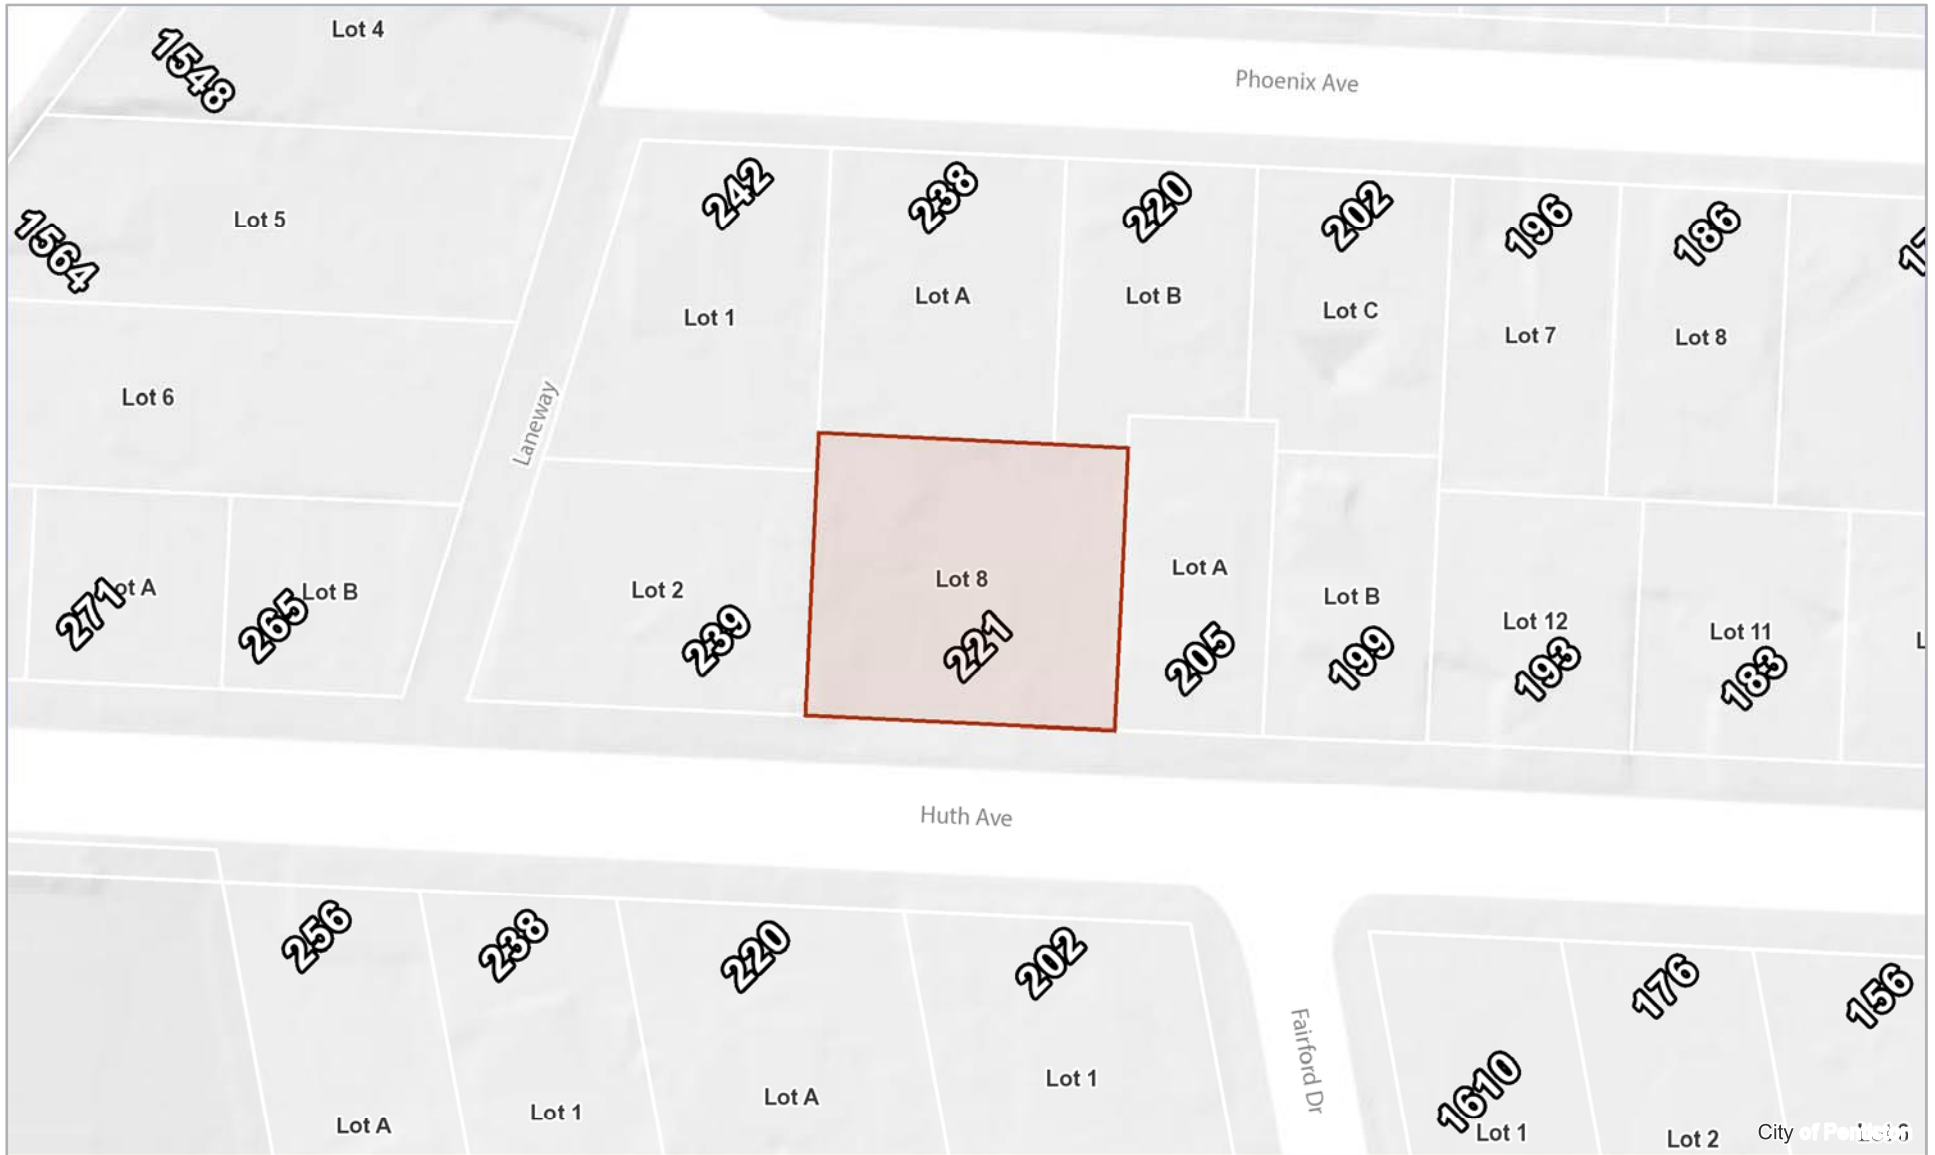 Lot 4
1548
Phoenix Ave
242
238
220
202
196
186
Lot 5
1564
Lot 1
Lot A
Lot B
Lot C
Lot 7
Lot 8
Lot 6
Laneway
271
265
Lot B
Lot 2
239
Lot 8
221
Lot A
205
Lot B
199
Lot 12
193
Lot 11
183
Huth Ave
256
238
220
202
176
156
Fairford Dr
1610
Lot A
Lot 1
Lot A
Lot 1
Lot 1
Lot 2
City of